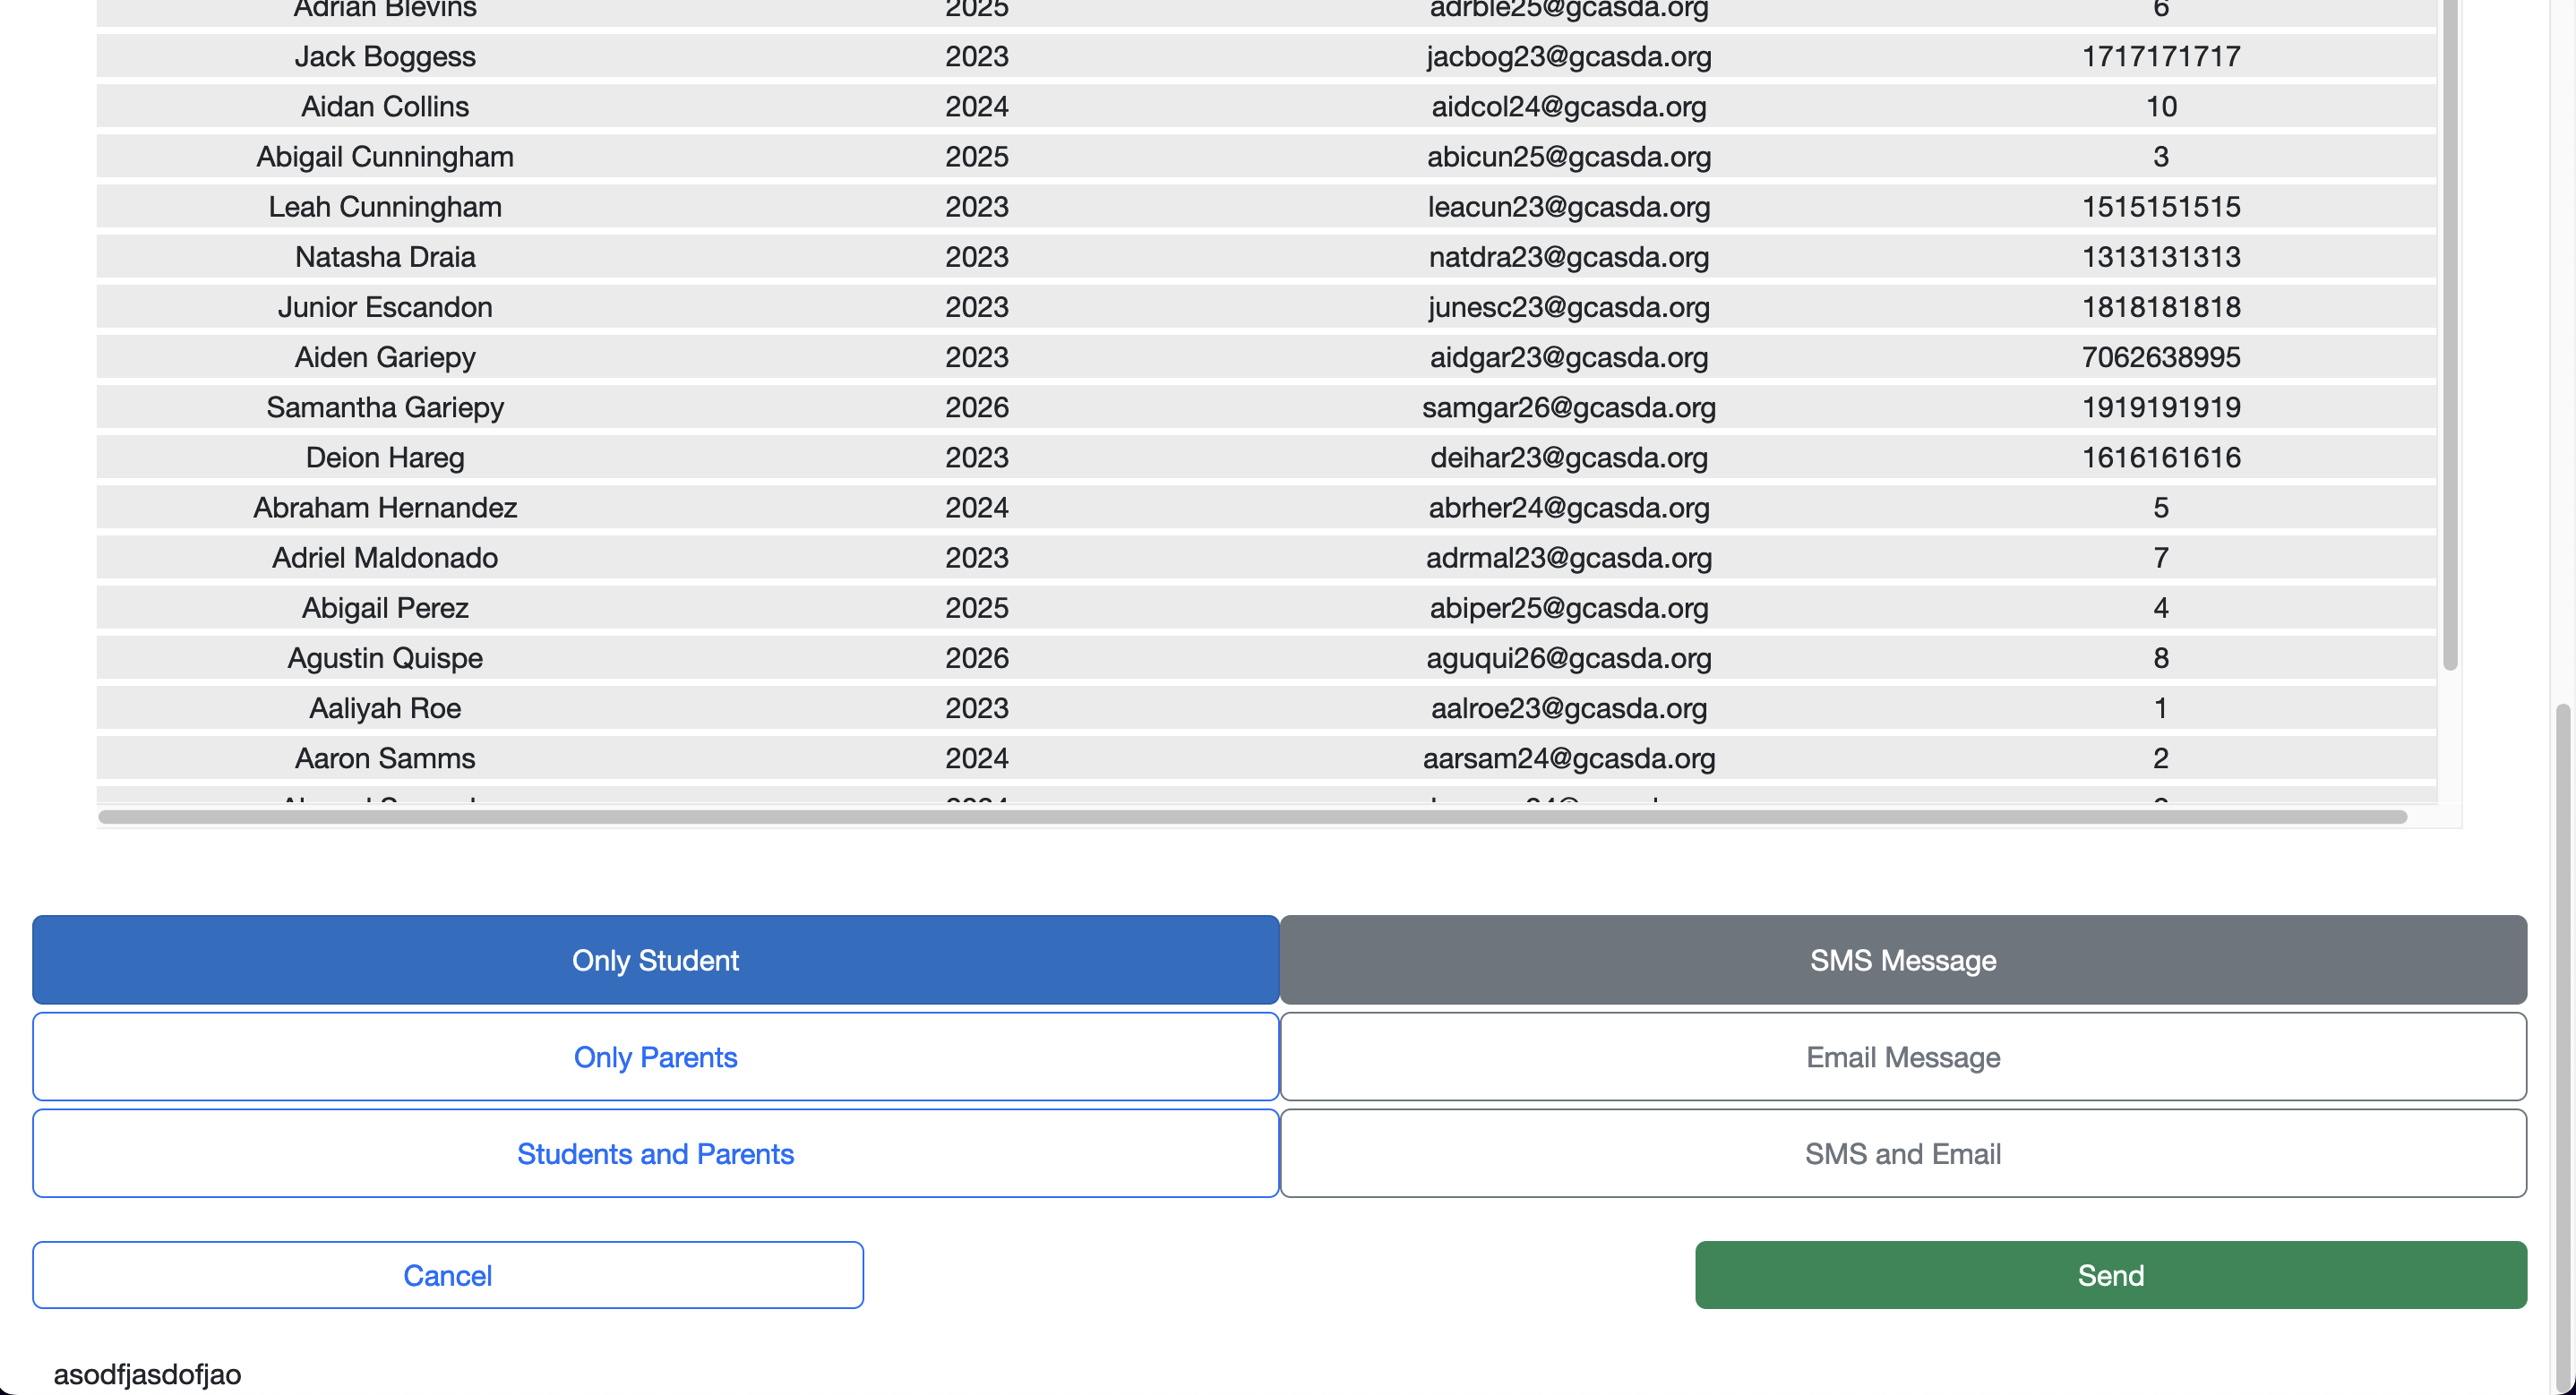 Adrian Blevins 2025 adrble25@gcasda.org 6
Jack Boggess 2023 jacbog23@gcasda.org 1717171717
Aidan Collins 2024 aidcol24@gcasda.org 10
Abigail Cunningham 2025 abicun25@gcasda.org 3
Leah Cunningham 2023 leacun23@gcasda.org 1515151515
Natasha Draia 2023 natdra23@gcasda.org 1313131313
Junior Escandon 2023 junesc23@gcasda.org 1818181818
Aiden Gariepy 2023 aidgar23@gcasda.org 7062638995
Samantha Gariepy 2026 samgar26@gcasda.org 1919191919
Deion Hareg 2023 deihar23@gcasda.org 1616161616
Abraham Hernandez 2024 abrher24@gcasda.org 5
Adriel Maldonado 2023 adrmal23@gcasda.org 7
Abigail Perez 2025 abiper25@gcasda.org 4
Agustin Quispe 2026 aguqui26@gcasda.org 8
Aaliyah Roe 2023 aalroe23@gcasda.org 1
Aaron Samms 2024 aarsam24@gcasda.org 2
Only Student SMS Message
Only Parents Email Message
Students and Parents SMS and Email
Cancel Send
asodfjasdofjao